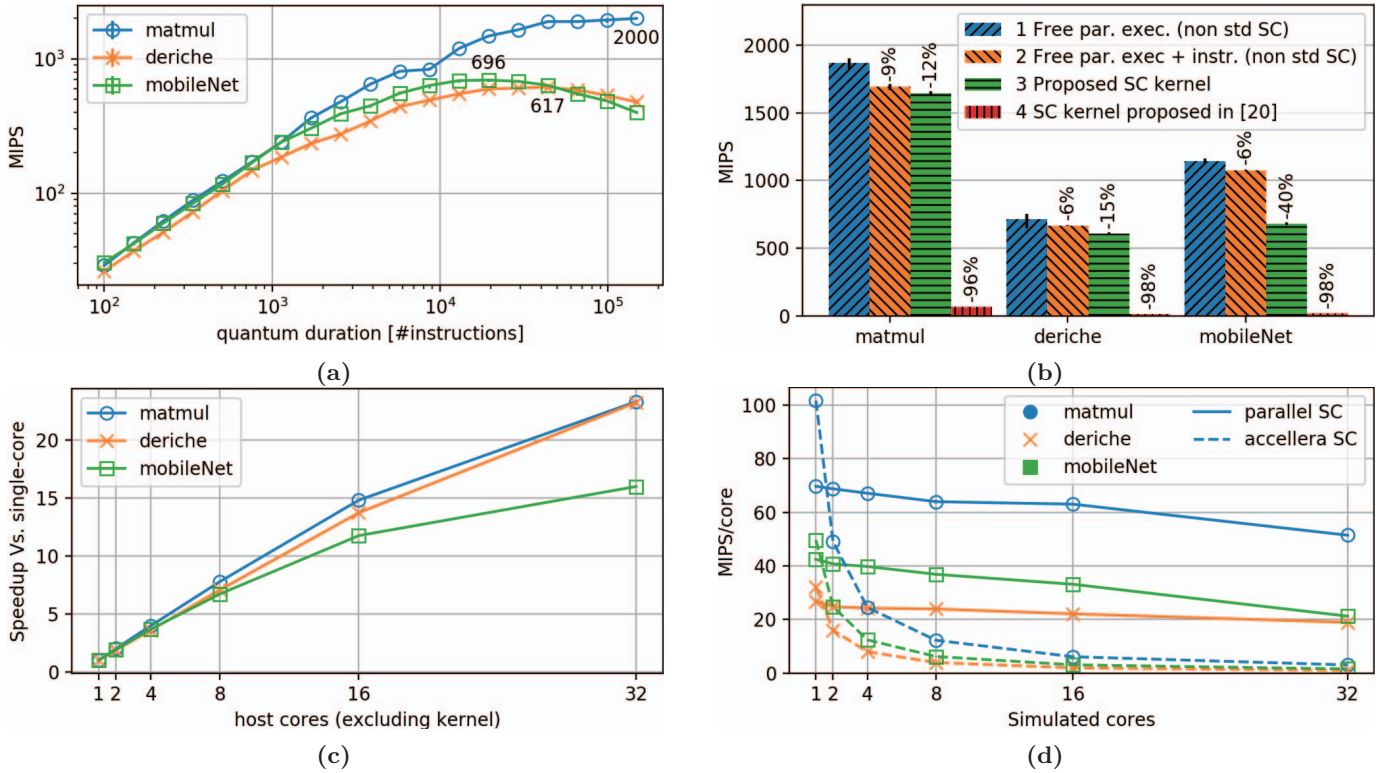 matmul
deriche
mobileNet
10³
10²
MIPS
696
617
2000
10² 10³ 10⁴ 10⁵
quantum duration [#instructions]
(a)
1 Free par. exec. (non std SC)
2 Free par. exec + instr. (non std SC)
3 Proposed SC kernel
4 SC kernel proposed in [20]
2000
1500
1000
500
0
MIPS
-9%
-12%
-96%
-6%
-15%
-98%
-6%
-40%
-98%
matmul deriche mobileNet
(b)
matmul
deriche
mobileNet
20
15
10
5
0
Speedup Vs. single-core
1 2 4 8 16 32
host cores (excluding kernel)
(c)
matmul
deriche
mobileNet
parallel SC
accellera SC
100
80
60
40
20
0
MIPS/core
1 2 4 8 16 32
Simulated cores
(d)